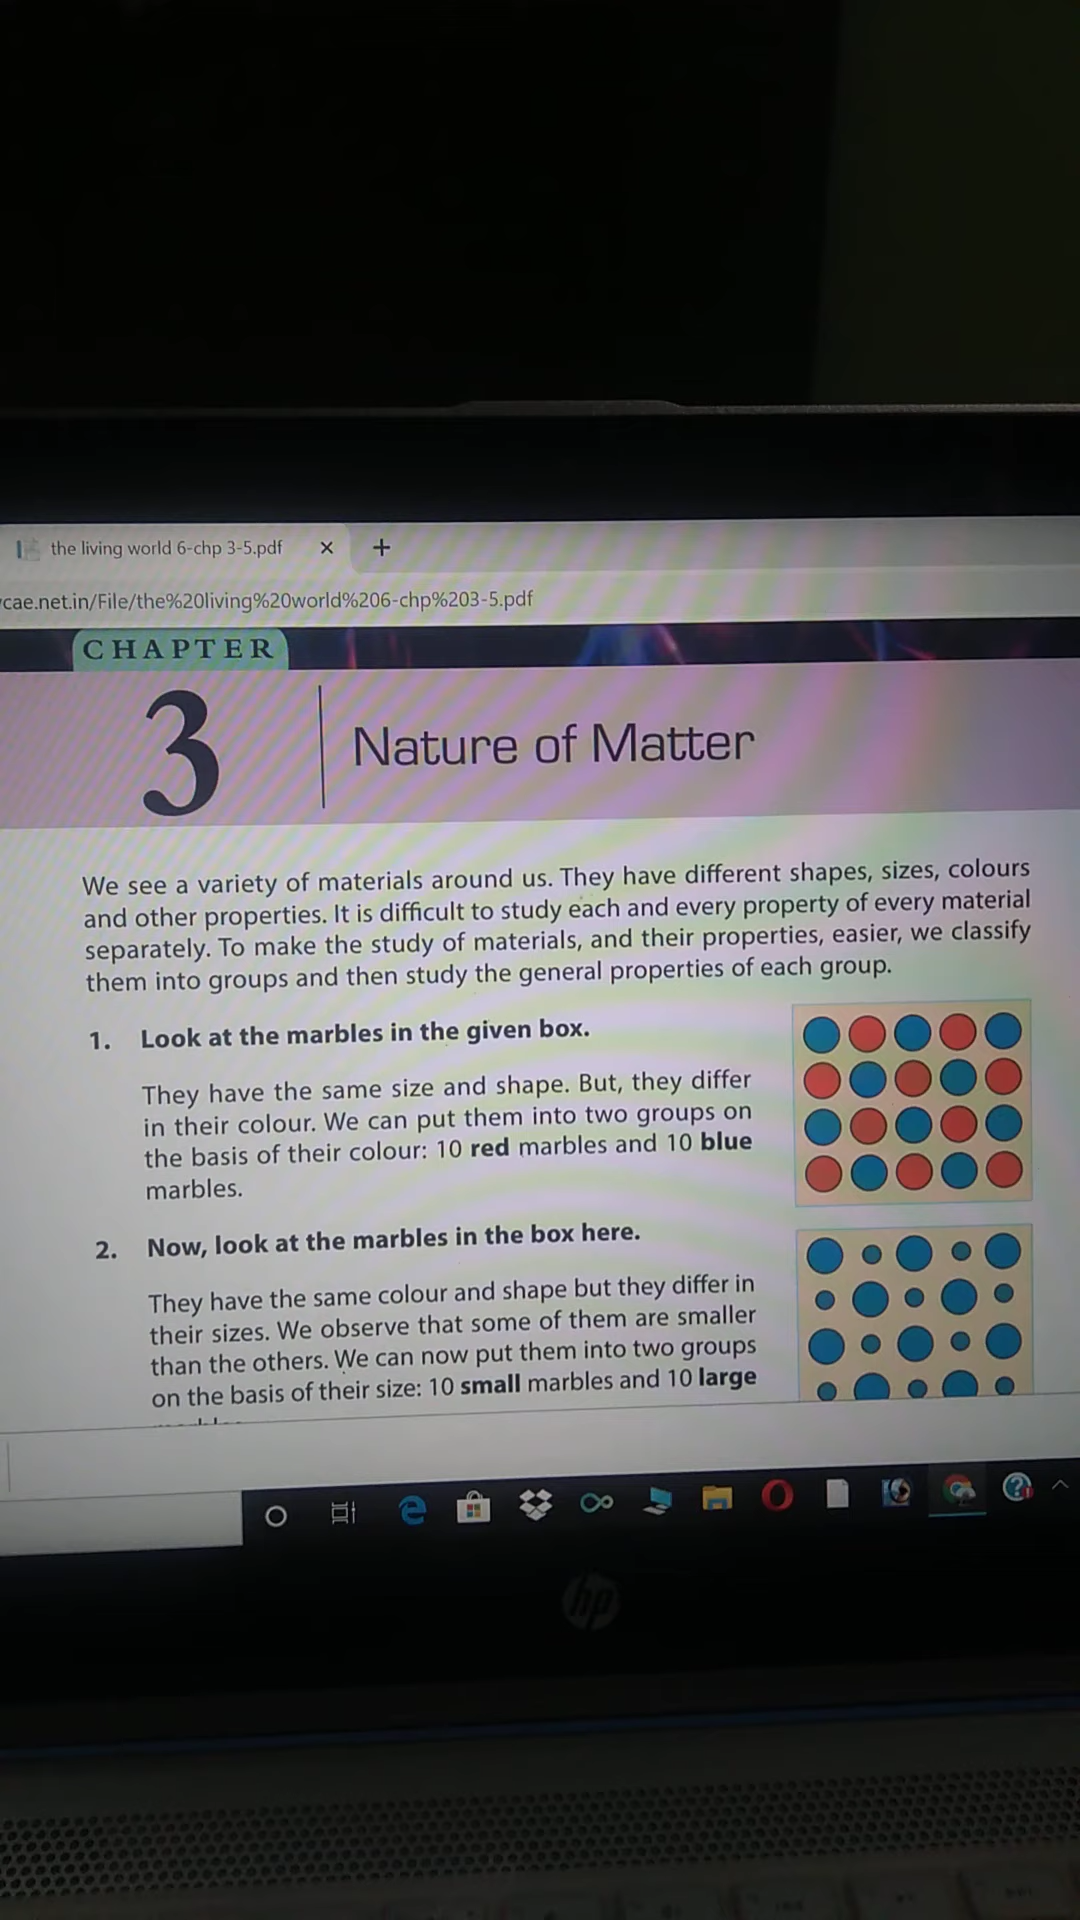 the living world 6-chp 3-5.pdf
cae.net.in/File/the%20living%20world%206-chp%203-5.pdf
CHAPTER
3
Nature of Matter
We see a variety of materials around us. They have different shapes, sizes, colours
and other properties. It is difficult to study each and every property of every material
separately. To make the study of materials, and their properties, easier, we classify
them into groups and then study the general properties of each group.
1. Look at the marbles in the given box.
They have the same size and shape. But, they differ
in their colour. We can put them into two groups on
the basis of their colour: 10 red marbles and 10 blue
marbles.
2. Now, look at the marbles in the box here.
They have the same colour and shape but they differ in
their sizes. We observe that some of them are smaller
than the others. We can now put them into two groups
on the basis of their size: 10 small marbles and 10 large
hp